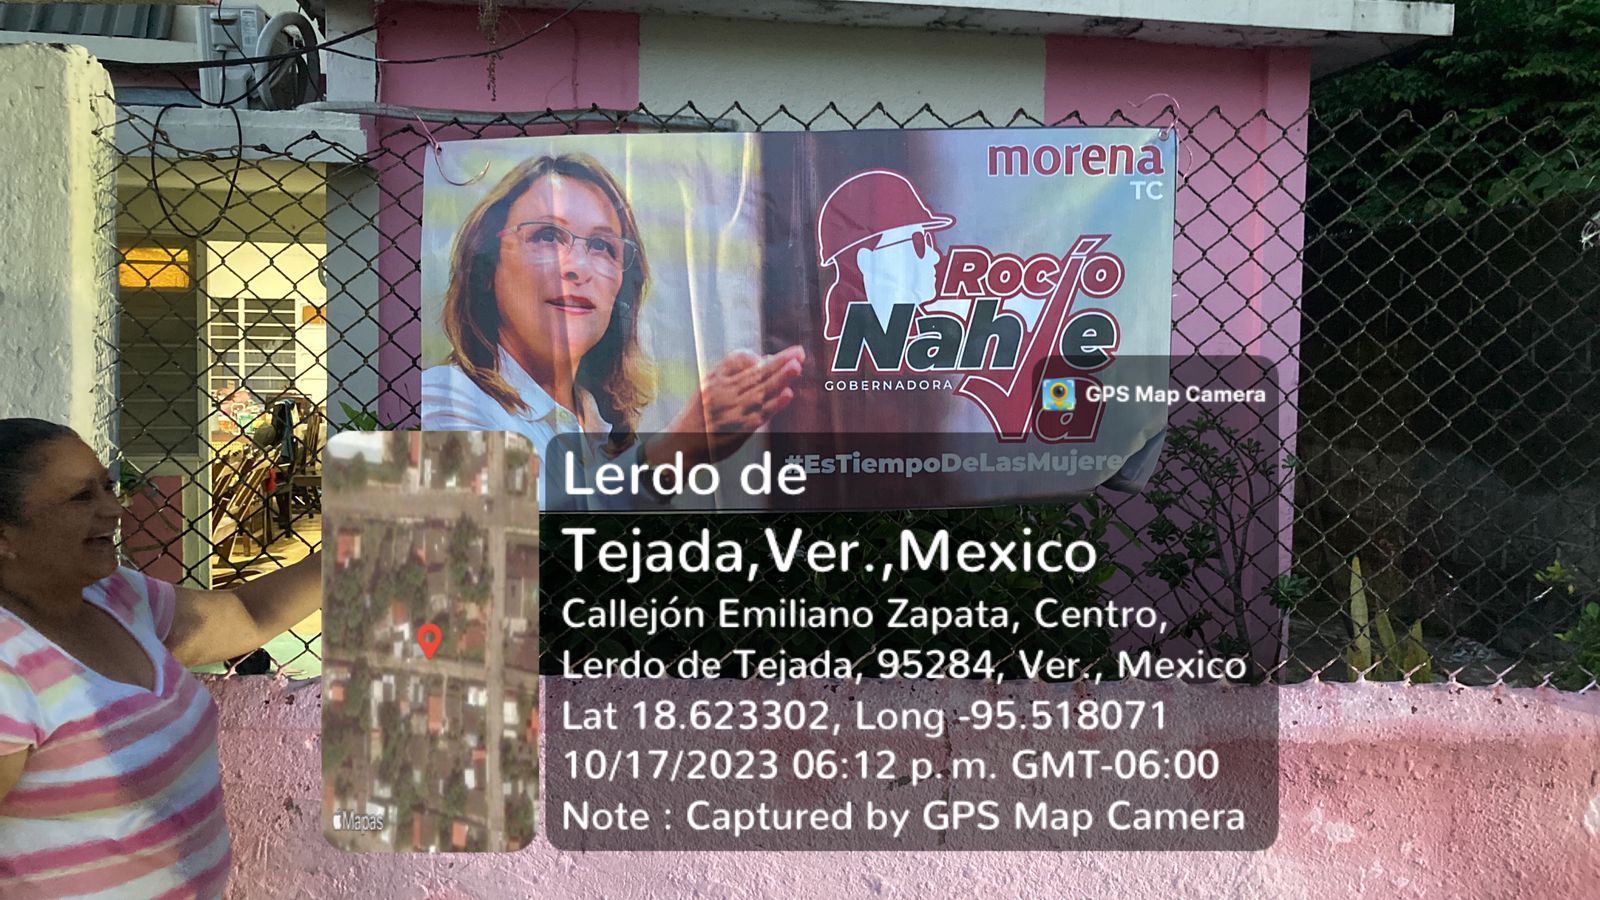 morena
TC
Rocío
Nahle
GOBERNADORA
Va
#EsTiempoDeLasMujere
GPS Map Camera
Lerdo de
Tejada,Ver.,Mexico
Callejón Emiliano Zapata, Centro,
Lerdo de Tejada, 95284, Ver., Mexico
Lat 18.623302, Long -95.518071
10/17/2023 06:12 p.m. GMT-06:00
Note : Captured by GPS Map Camera
Mapas